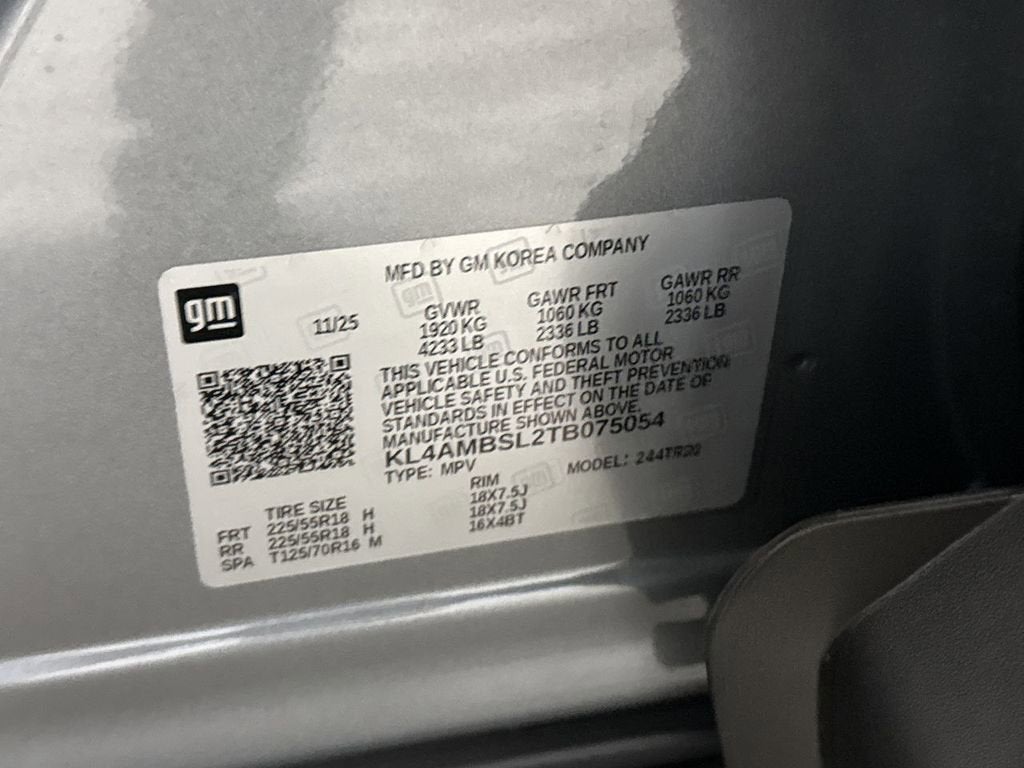 MFD BY GM KOREA COMPANY
gm
11/25
GVWR GAWR FRT GAWR RR
1920 KG 1060 KG 1060 KG
4233 LB 2336 LB 2336 LB
THIS VEHICLE CONFORMS TO ALL
APPLICABLE U.S. FEDERAL MOTOR
VEHICLE SAFETY AND THEFT PREVENTION
STANDARDS IN EFFECT ON THE DATE OF
MANUFACTURE SHOWN ABOVE.
KL4AMBSL2TB075054
TYPE: MPV MODEL:
TIRE SIZE RIM
FRT 225/55R18 H 18X7.5J
RR 225/55R18 H 18X7.5J
SPA T125/70R16 M 16X4BT